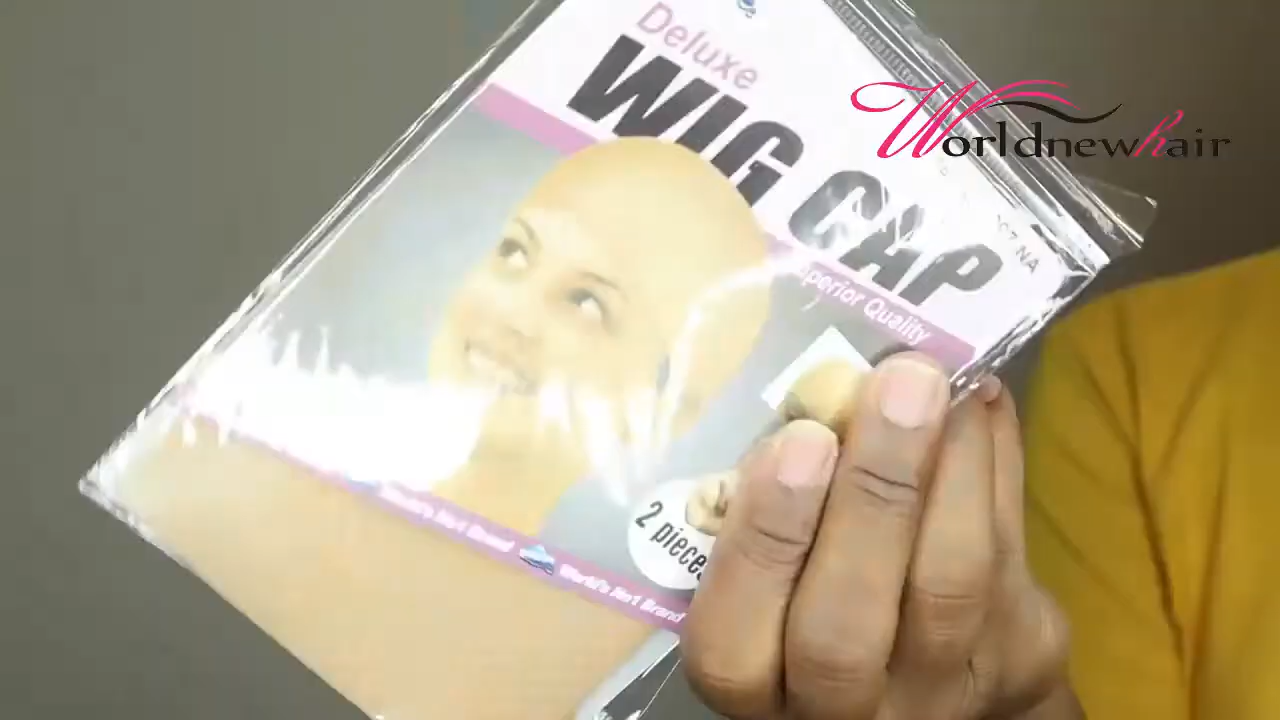 Deluxe
WIG CAP
Worldnewhair
Superior Quality
2 pieces
World's No1 Brand
World's No1 Brand